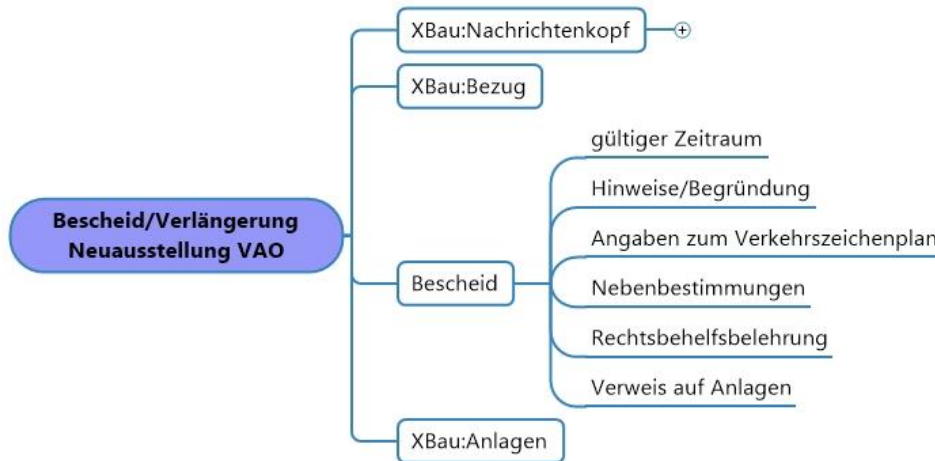 Bescheid/Verlängerung
Neuausstellung VAO
XBau:Nachrichtenkopf
XBau:Bezug
Bescheid
gültiger Zeitraum
Hinweise/Begründung
Angaben zum Verkehrszeichenplan
Nebenbestimmungen
Rechtsbehelfsbelehrung
Verweis auf Anlagen
XBau:Anlagen